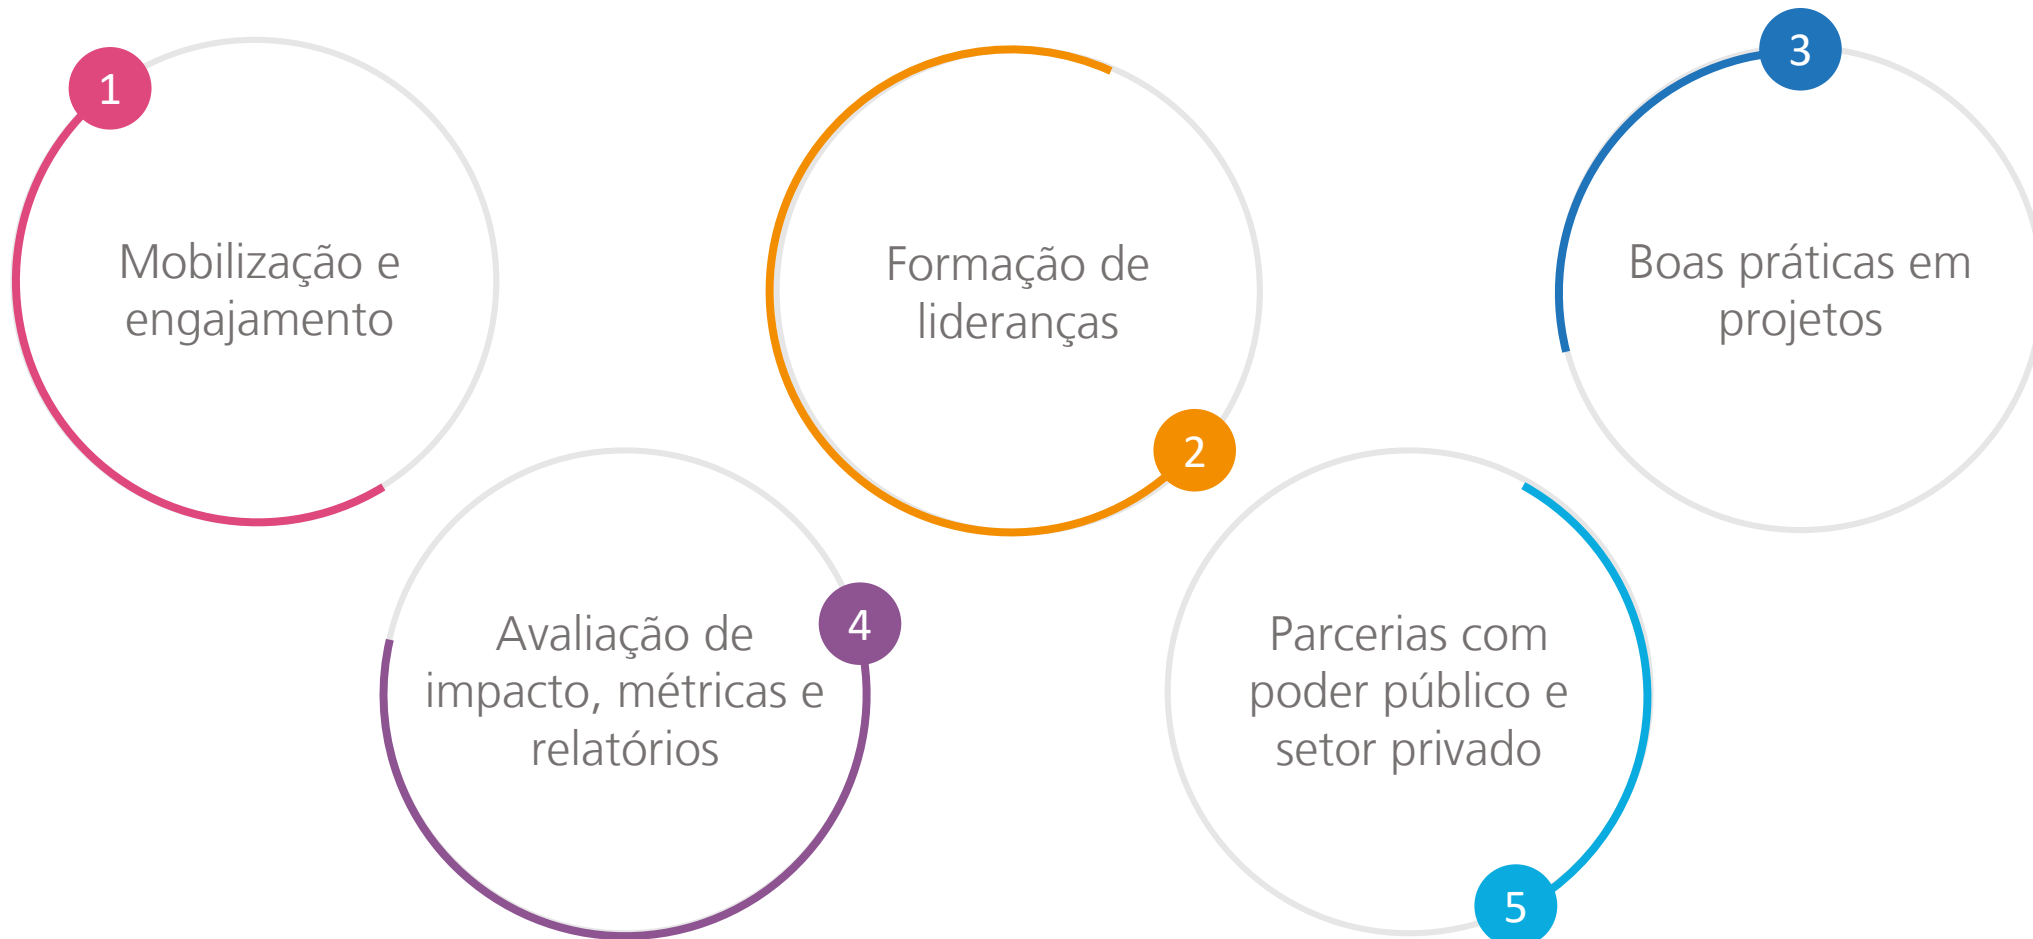 1
Mobilização e
engajamento
2
Formação de
lideranças
3
Boas práticas em
projetos
4
Avaliação de
impacto, métricas e
relatórios
5
Parcerias com
poder público e
setor privado